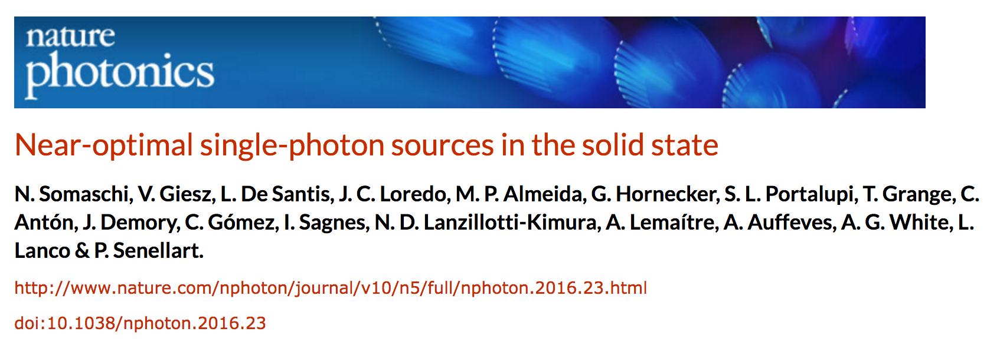 nature
photonics
Near-optimal single-photon sources in the solid state
N. Somaschi, V. Giesz, L. De Santis, J. C. Loredo, M. P. Almeida, G. Hornecker, S. L. Portalupi, T. Grange, C.
Antón, J. Demory, C. Gómez, I. Sagnes, N. D. Lanzillotti-Kimura, A. Lemaître, A. Auffeves, A. G. White, L.
Lanco & P. Senellart.
http://www.nature.com/nphoton/journal/v10/n5/full/nphoton.2016.23.html
doi:10.1038/nphoton.2016.23